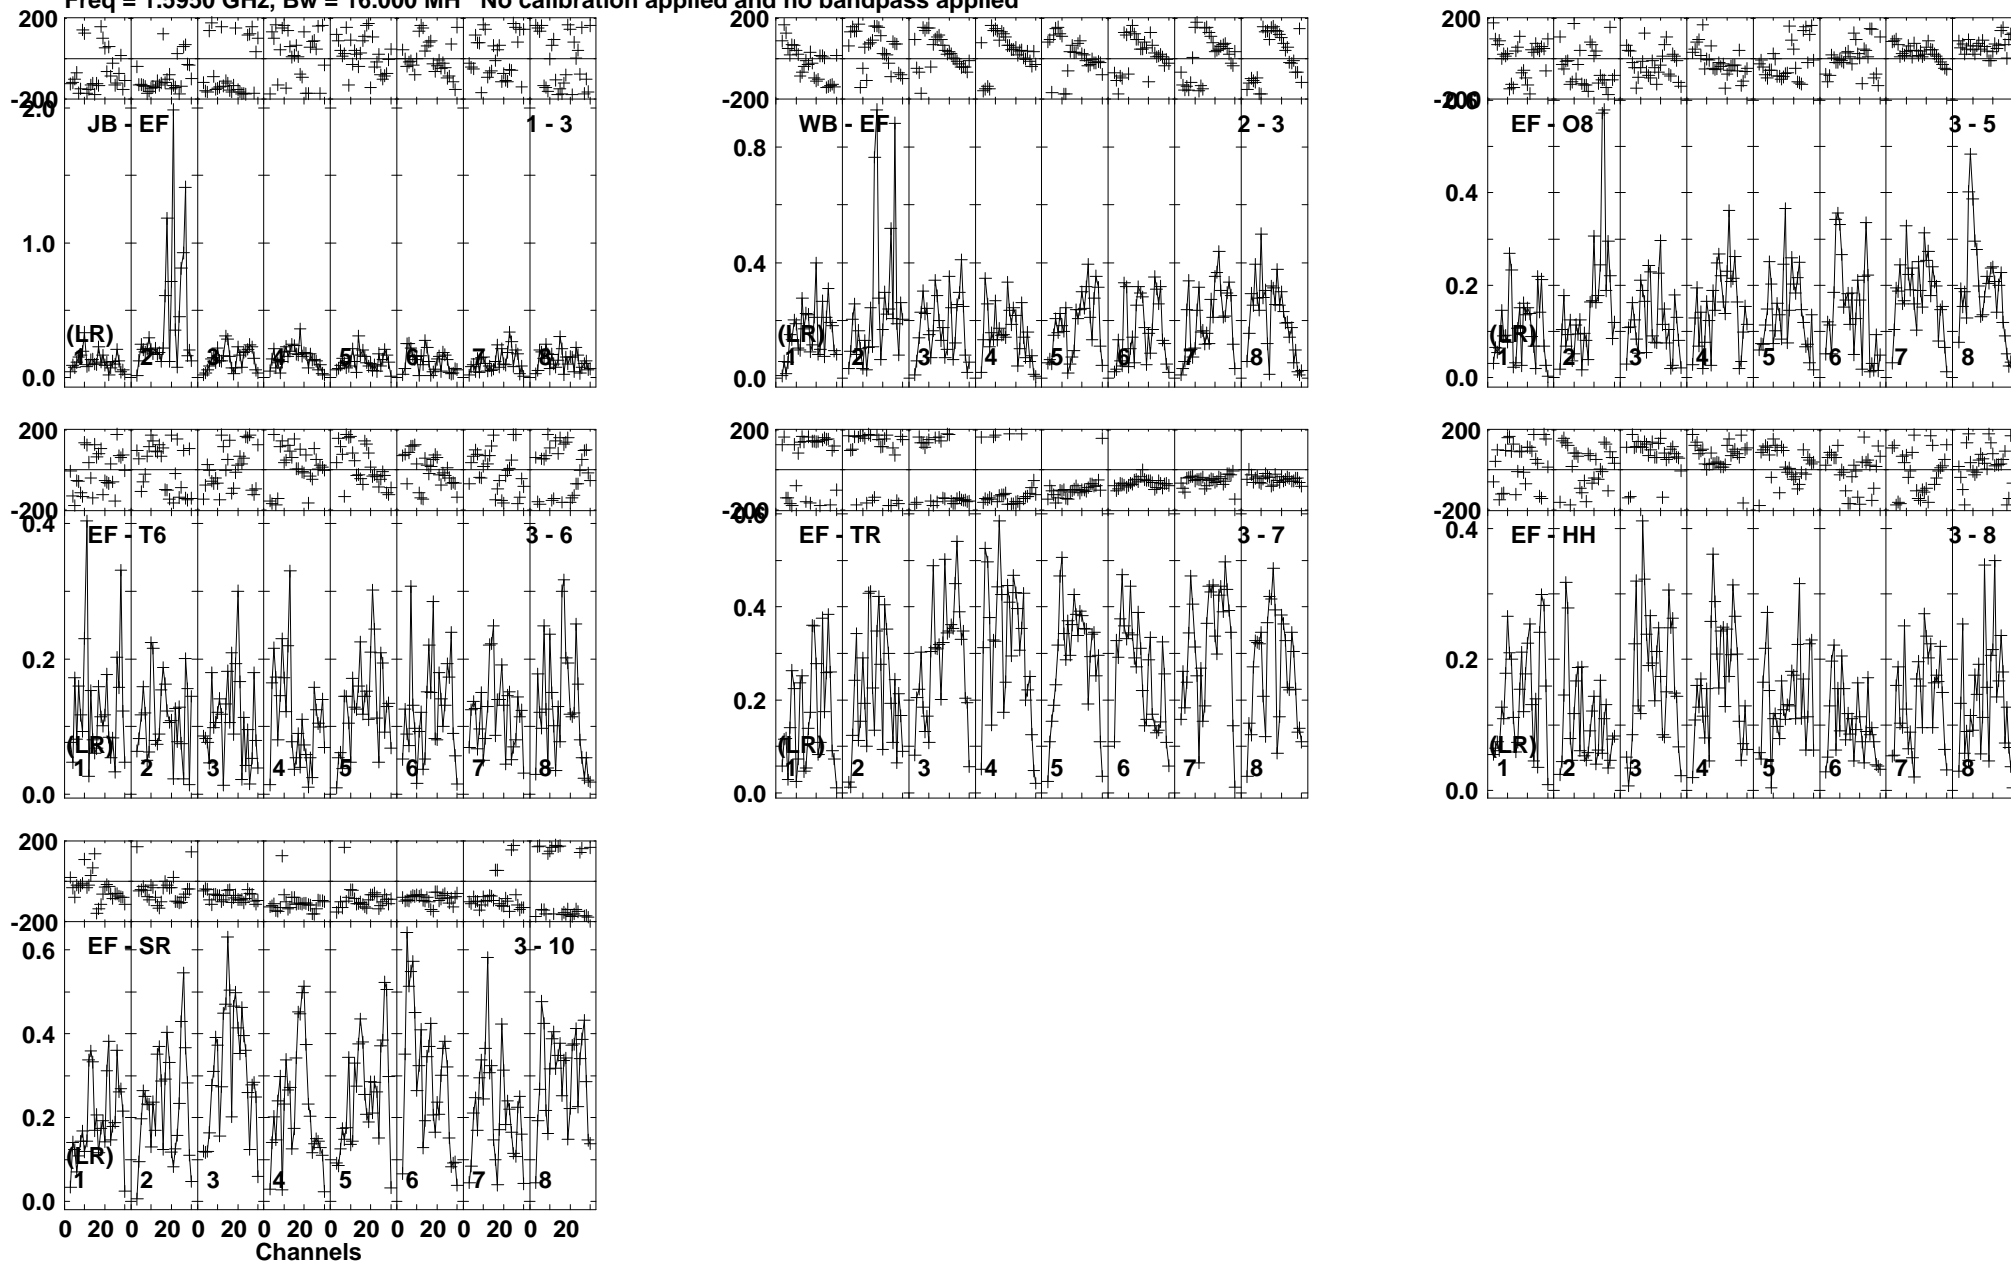 Freq = 1.5950 GHz, Bw = 16.000 MH No calibration applied and no bandpass applied
200 200 200
-200 -200 -200
2.0 0.6
JB - EF 1 - 3 WB - EF 2 - 3 EF - O8 3 - 5
0.8
0.4
1.0
0.4
0.2
(LR) (LR) (LR)
1 2 3 4 5 6 7 8 1 2 3 4 5 6 7 8 1 2 3 4 5 6 7 8
0.0 0.0 0.0
200 200 200
-200 -200 -200
0.4 0.6 0.4
EF - T6 3 - 6 EF - TR 3 - 7 EF - HH 3 - 8
0.4
0.2 0.2
0.2
(LR) (LR) (LR)
1 2 3 4 5 6 7 8 1 2 3 4 5 6 7 8 1 2 3 4 5 6 7 8
0.0 0.0 0.0
200
-200
EF - SR 3 - 10
0.6
0.4
0.2
(LR)
1 2 3 4 5 6 7 8
0.0
0 20 0 20 0 20 0 20 0 20 0 20 0 20 0 20
Channels